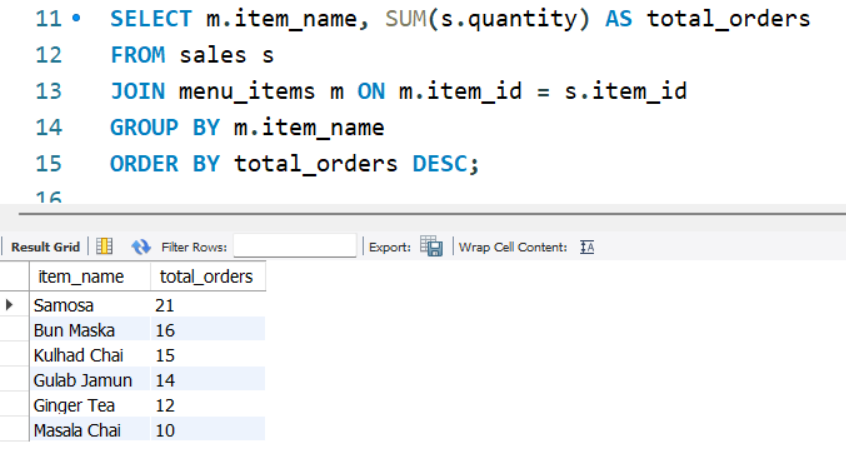 11 SELECT m.item_name, SUM(s.quantity) AS total_orders
12 FROM sales s
13 JOIN menu_items m ON m.item_id = s.item_id
14 GROUP BY m.item_name
15 ORDER BY total_orders DESC;
16
Result Grid Filter Rows: Export: Wrap Cell Content: IA
item_name total_orders
Samosa 21
Bun Maska 16
Kulhad Chai 15
Gulab Jamun 14
Ginger Tea 12
Masala Chai 10